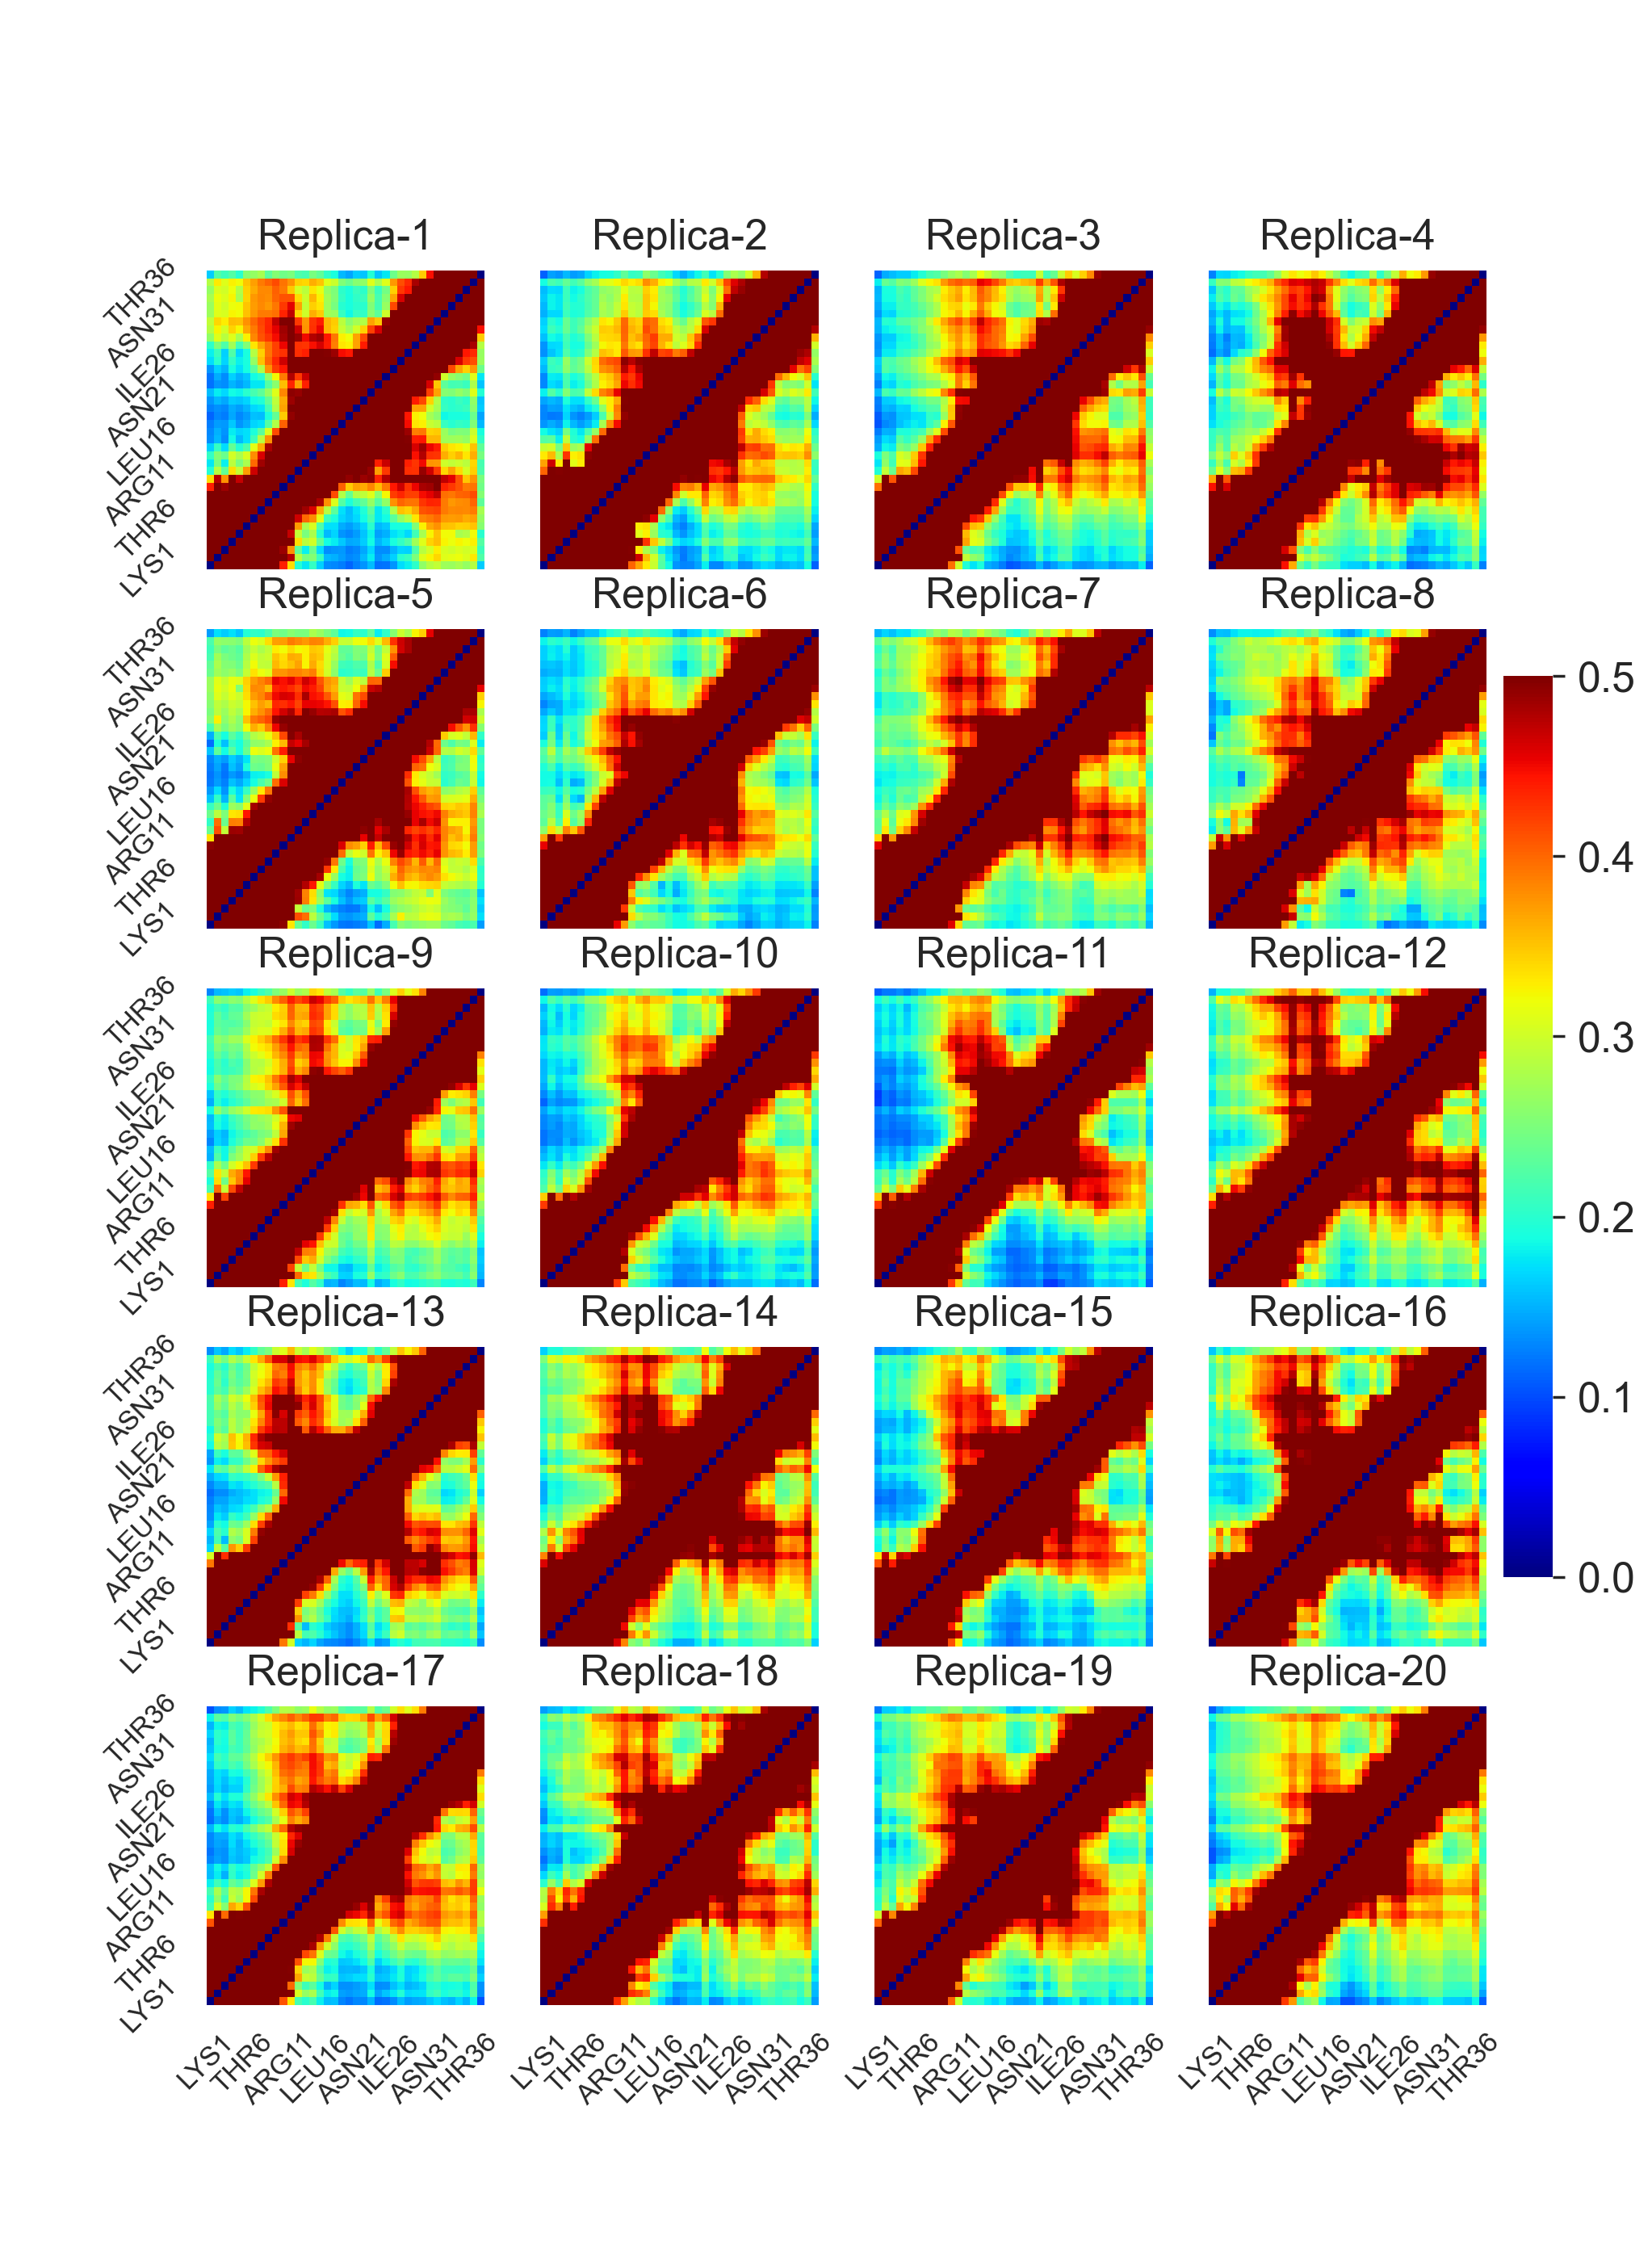 Replica-1 Replica-2 Replica-3 Replica-4
THR36
ASN31
ILE26
ASN21
LEU16
ARG11
THR6
LYS1
Replica-5 Replica-6 Replica-7 Replica-8
THR36
ASN31
ILE26
ASN21
LEU16
ARG11
THR6
LYS1
0.5
0.4
0.3
0.2
0.1
0.0
Replica-9 Replica-10 Replica-11 Replica-12
THR36
ASN31
ILE26
ASN21
LEU16
ARG11
THR6
LYS1
Replica-13 Replica-14 Replica-15 Replica-16
THR36
ASN31
ILE26
ASN21
LEU16
ARG11
THR6
LYS1
Replica-17 Replica-18 Replica-19 Replica-20
THR36
ASN31
ILE26
ASN21
LEU16
ARG11
THR6
LYS1
LYS1 THR6 ARG11 LEU16 ASN21 ILE26 ASN31 THR36 LYS1 THR6 ARG11 LEU16 ASN21 ILE26 ASN31 THR36 LYS1 THR6 ARG11 LEU16 ASN21 ILE26 ASN31 THR36 LYS1 THR6 ARG11 LEU16 ASN21 ILE26 ASN31 THR36